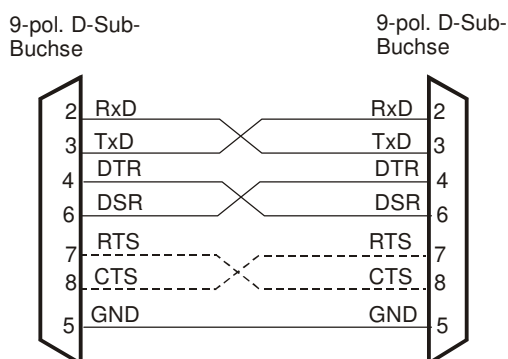 9-pol. D-Sub-
Buchse
9-pol. D-Sub-
Buchse
2 RxD RxD 2
3 TxD TxD 3
4 DTR DTR 4
6 DSR DSR 6
7 RTS RTS 7
8 CTS CTS 8
5 GND GND 5